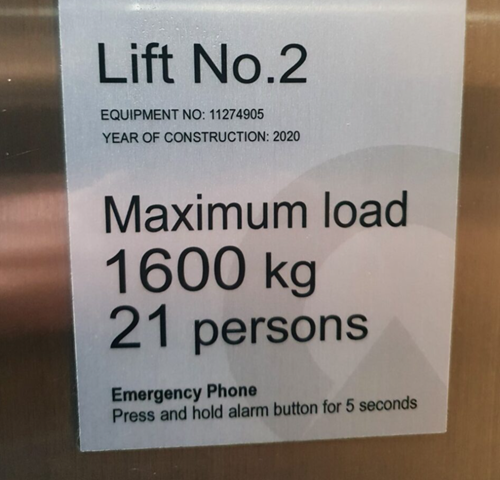 Lift No.2
EQUIPMENT NO: 11274905
YEAR OF CONSTRUCTION: 2020
Maximum load
1600 kg
21 persons
Emergency Phone
Press and hold alarm button for 5 seconds